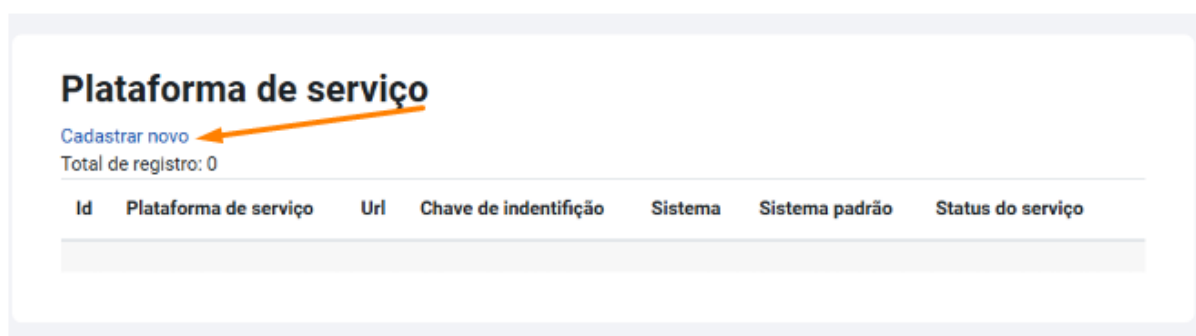 Plataforma de serviço
Cadastrar novo
Total de registro: 0
Id Plataforma de serviço Url Chave de indentifição Sistema Sistema padrão Status do serviço